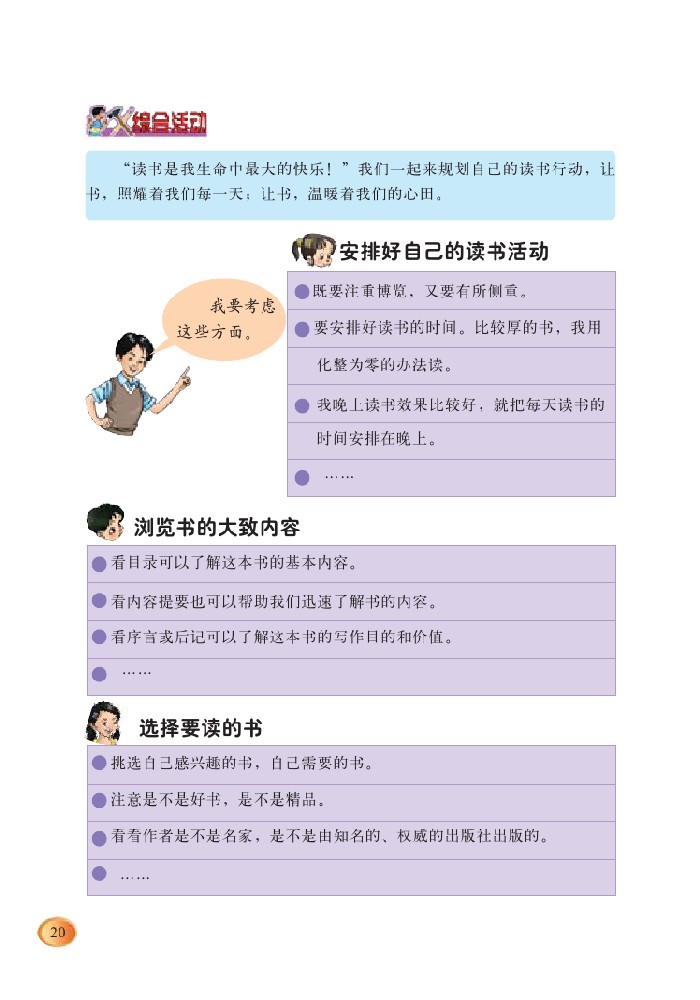 综合活动
“读书是我生命中最大的快乐！”我们一起来规划自己的读书行动，让
书，照耀着我们每一天；让书，温暖着我们的心田。
安排好自己的读书活动
我要考虑
这些方面。
既要注重博览，又要有所侧重。
要安排好读书的时间。比较厚的书，我用
化整为零的办法读。
我晚上读书效果比较好，就把每天读书的
时间安排在晚上。
……
浏览书的大致内容
看目录可以了解这本书的基本内容。
看内容提要也可以帮助我们迅速了解书的内容。
看序言或后记可以了解这本书的写作目的和价值。
……
选择要读的书
挑选自己感兴趣的书，自己需要的书。
注意是不是好书，是不是精品。
看看作者是不是名家，是不是由知名的、权威的出版社出版的。
……
20